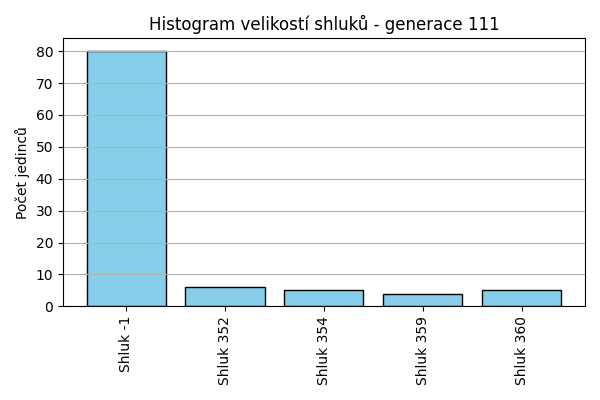 Histogram velikostí shluků - generace 111
Počet jedinců
80
70
60
50
40
30
20
10
0
Shluk -1
Shluk 352
Shluk 354
Shluk 359
Shluk 360